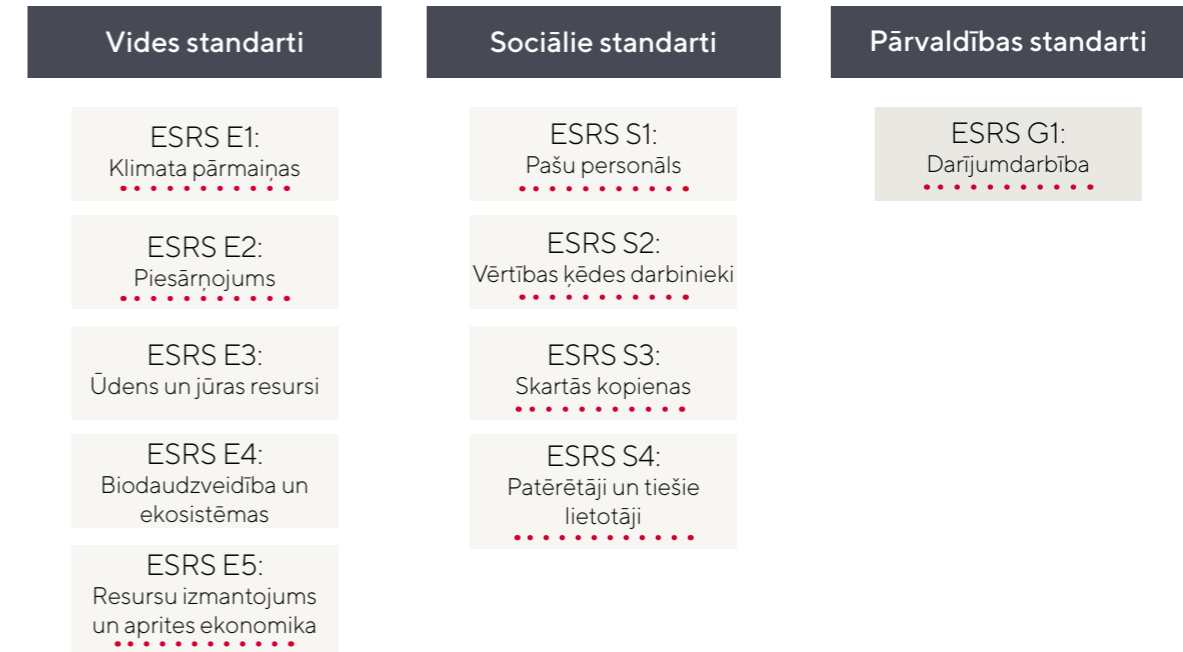 Vides standarti
ESRS E1:
Klimata pārmaiņas
ESRS E2:
Piesārņojums
ESRS E3:
Ūdens un jūras resursi
ESRS E4:
Biodaudzveidība un
ekosistēmas
ESRS E5:
Resursu izmantojums
un aprites ekonomika
Sociālie standarti
ESRS S1:
Pašu personāls
ESRS S2:
Vērtības ķēdes darbinieki
ESRS S3:
Skartās kopienas
ESRS S4:
Patērētāji un tiešie
lietotāji
Pārvaldības standarti
ESRS G1:
Darījumdarbība